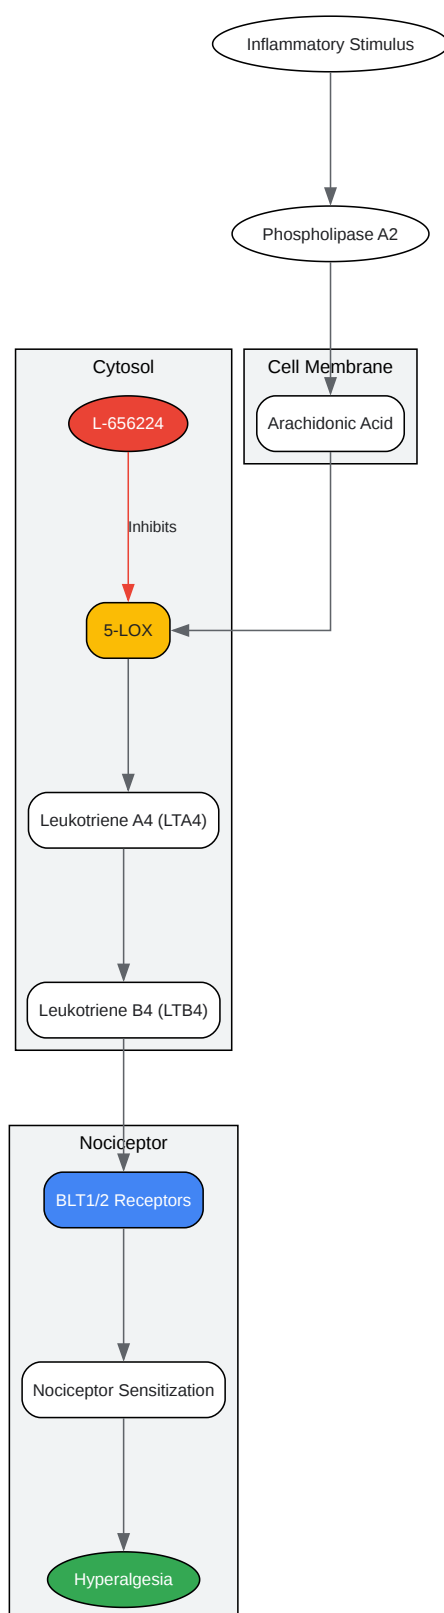 Inflammatory Stimulus
Phospholipase A2
Cytosol
Cell Membrane
L-656224
Arachidonic Acid
Inhibits
5-LOX
Leukotriene A4 (LTA4)
Leukotriene B4 (LTB4)
Nociceptor
BLT1/2 Receptors
Nociceptor Sensitization
Hyperalgesia